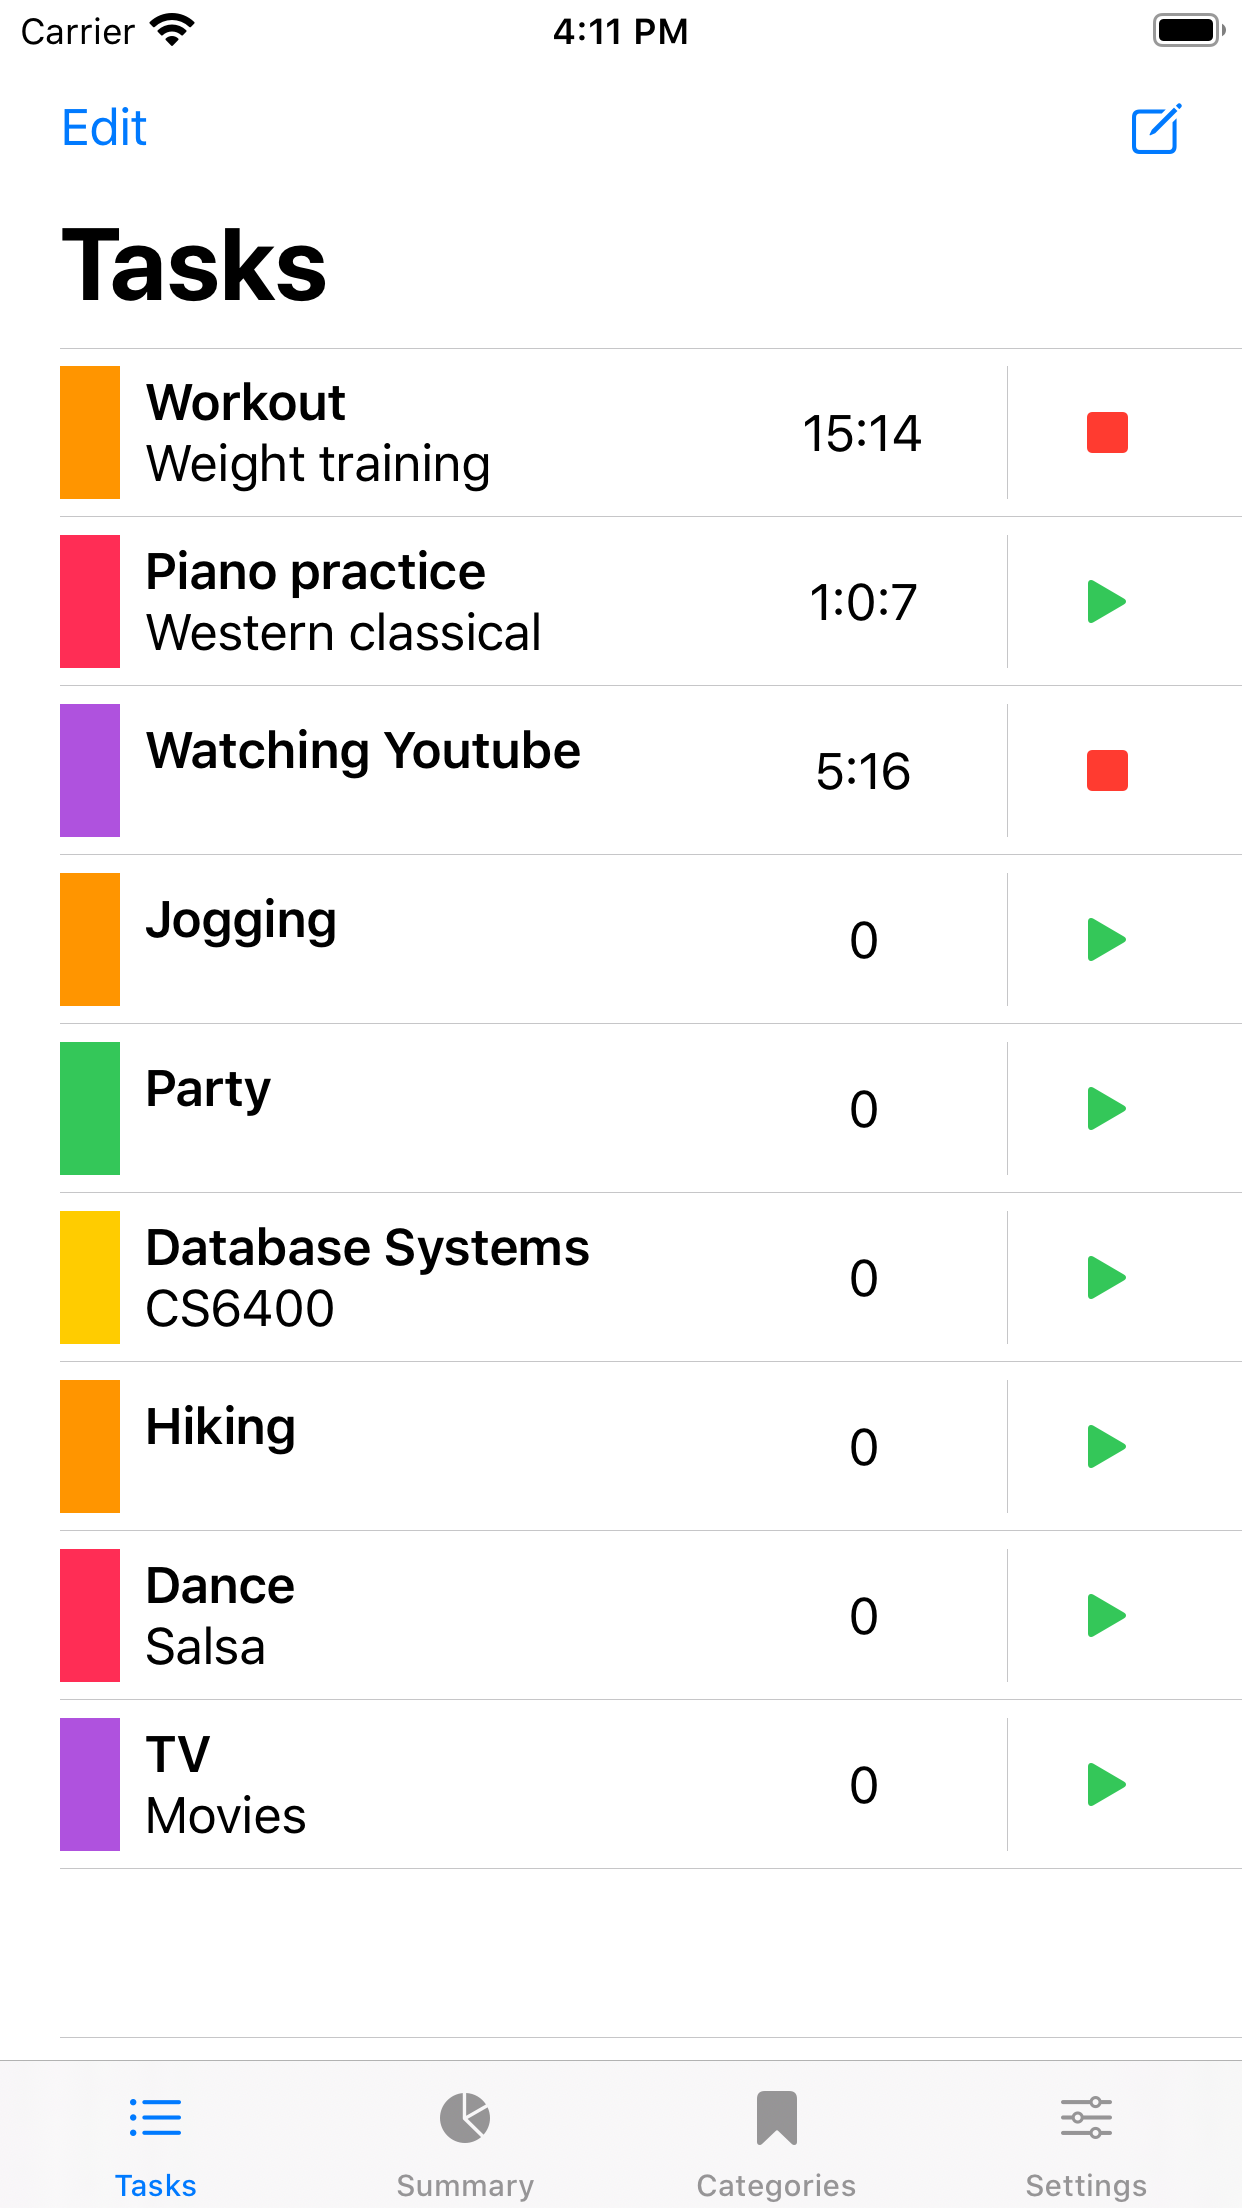 Carrier 4:11 PM
Edit
Tasks
Workout
Weight training
15:14
Piano practice
Western classical
1:0:7
Watching Youtube
5:16
Jogging
0
Party
0
Database Systems
CS6400
0
Hiking
0
Dance
Salsa
0
TV
Movies
0
Tasks Summary Categories Settings